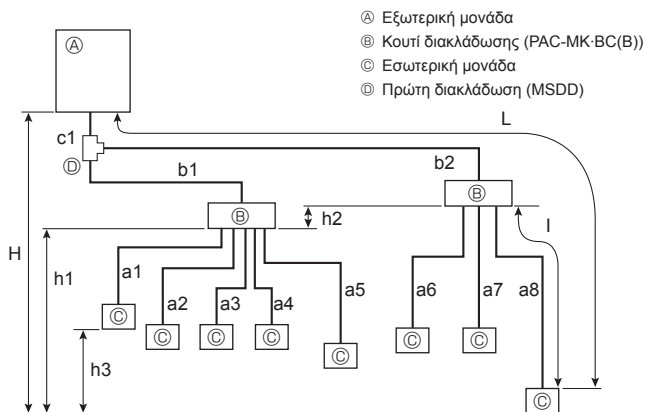 Ⓐ
Ⓐ Εξωτερική μονάδα
Ⓑ Κουτί διακλάδωσης (PAC-MK·BC(B))
Ⓒ Εσωτερική μονάδα
Ⓓ Πρώτη διακλάδωση (MSDD)
L
c1
Ⓓ
b1
b2
Ⓑ
Ⓑ
h2
I
H
h1
a1
a2
a3
a4
a5
a6
a7
a8
Ⓒ
Ⓒ
Ⓒ
Ⓒ
Ⓒ
Ⓒ
Ⓒ
h3
Ⓒ